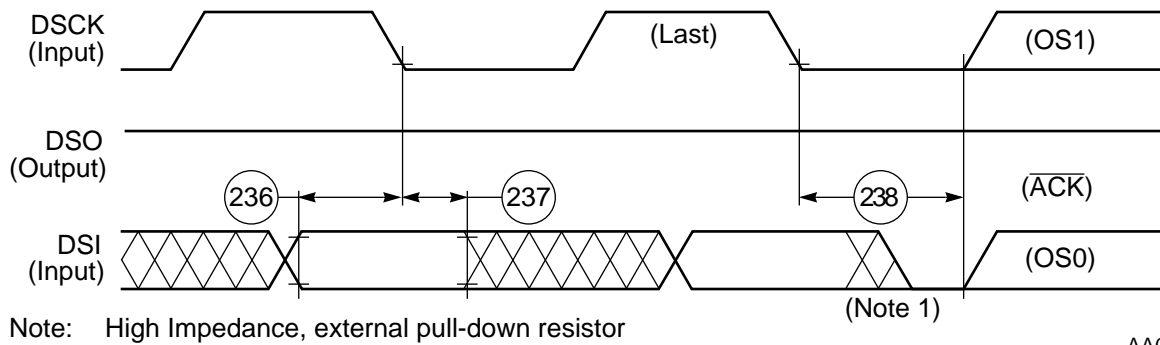 DSCK
(Input)
(Last)
(OS1)
DSO
(Output)
236
237
238
(ACK)
DSI
(Input)
(OS0)
(Note 1)
Note: High Impedance, external pull-down resistor